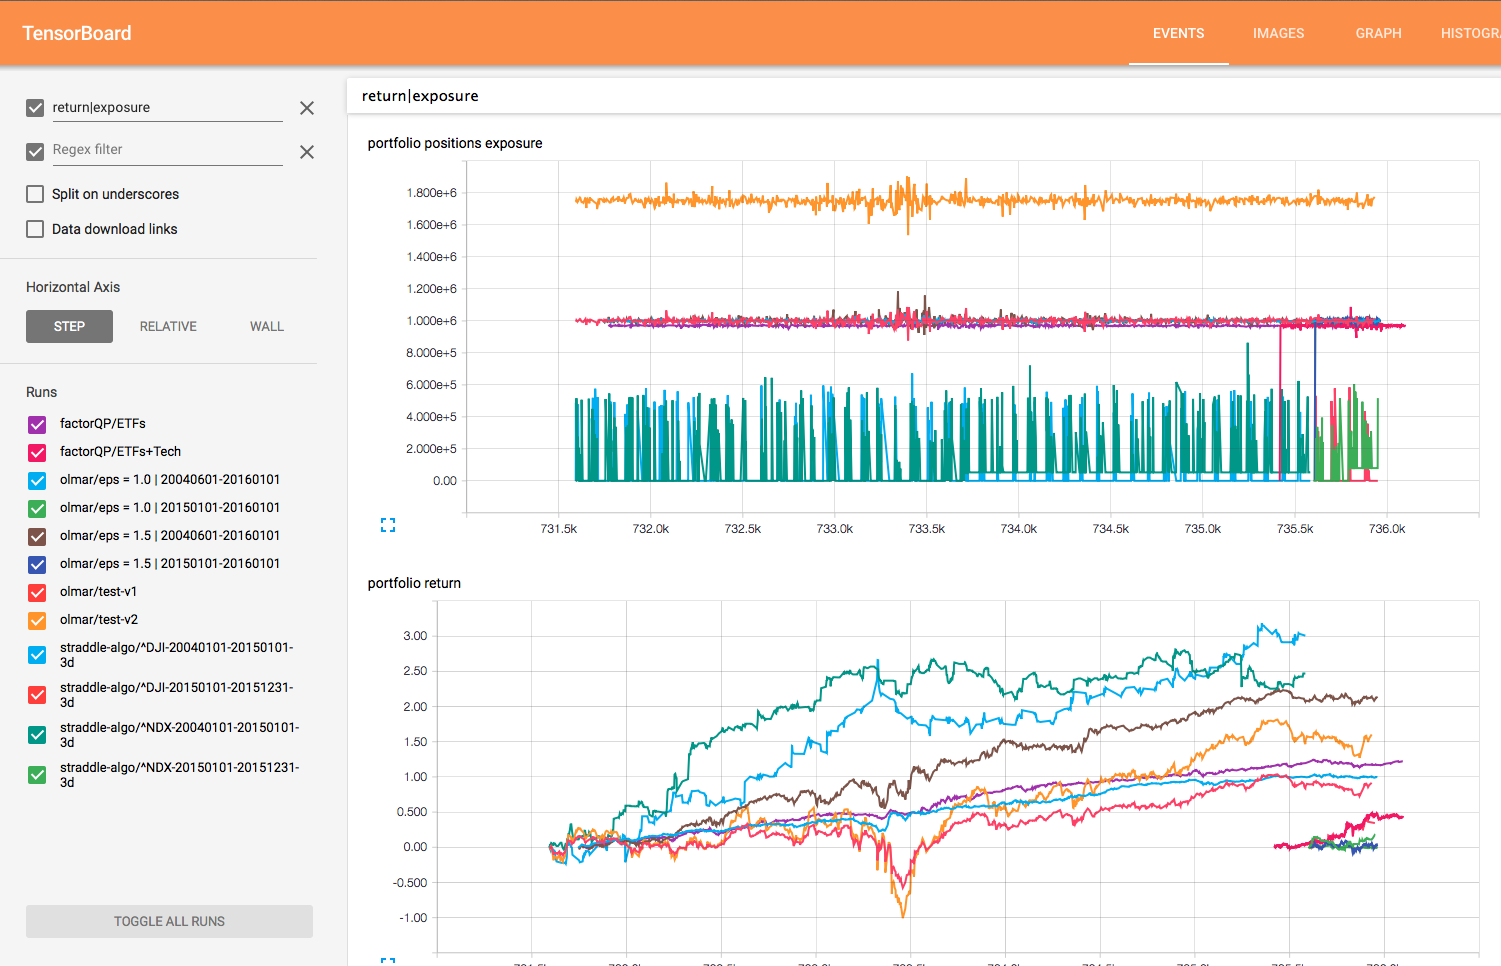 TensorBoard
EVENTS
IMAGES
GRAPH
HISTOGRA
return|exposure
Regex filter
Split on underscores
Data download links
Horizontal Axis
STEP
RELATIVE
WALL
Runs
factorQP/ETFs
factorQP/ETFs+Tech
olmar/eps = 1.0 | 20040601-20160101
olmar/eps = 1.0 | 20150101-20160101
olmar/eps = 1.5 | 20040601-20160101
olmar/eps = 1.5 | 20150101-20160101
olmar/test-v1
olmar/test-v2
straddle-algo/^DJI-20040101-20150101-
3d
straddle-algo/^DJI-20150101-20151231-
3d
straddle-algo/^NDX-20040101-20150101-
3d
straddle-algo/^NDX-20150101-20151231-
3d
TOGGLE ALL RUNS
return|exposure
portfolio positions exposure
1.800e+6
1.600e+6
1.400e+6
1.200e+6
1.000e+6
8.000e+5
6.000e+5
4.000e+5
2.000e+5
0.00
731.5k
732.0k
732.5k
733.0k
733.5k
734.0k
734.5k
735.0k
735.5k
736.0k
portfolio return
3.00
2.50
2.00
1.50
1.00
0.500
0.00
-0.500
-1.00